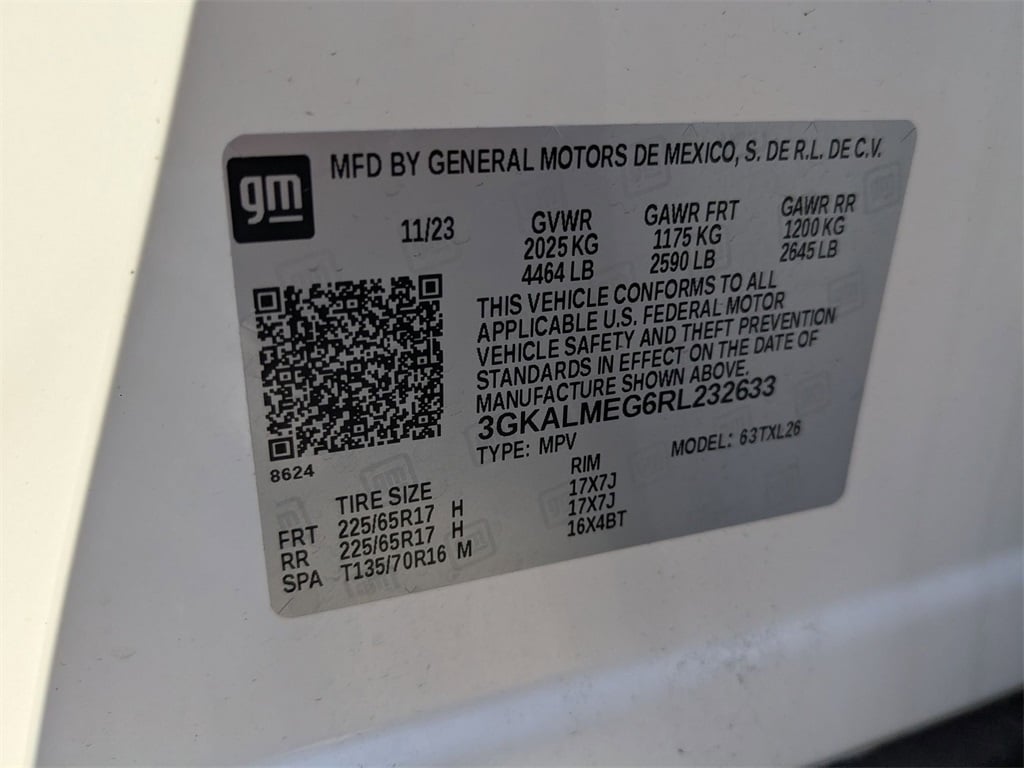 gm
MFD BY GENERAL MOTORS DE MEXICO, S. DE R.L. DE C.V.
11/23
GVWR GAWR FRT GAWR RR
2025 KG 1175 KG 1200 KG
4464 LB 2590 LB 2645 LB
THIS VEHICLE CONFORMS TO ALL
APPLICABLE U.S. FEDERAL MOTOR
VEHICLE SAFETY AND THEFT PREVENTION
STANDARDS IN EFFECT ON THE DATE OF
MANUFACTURE SHOWN ABOVE.
3GKALMEG6RL232633
TYPE: MPV MODEL: 63TXL26
8624
TIRE SIZE RIM
FRT 225/65R17 H 17X7J
RR 225/65R17 H 17X7J
SPA T135/70R16 M 16X4BT